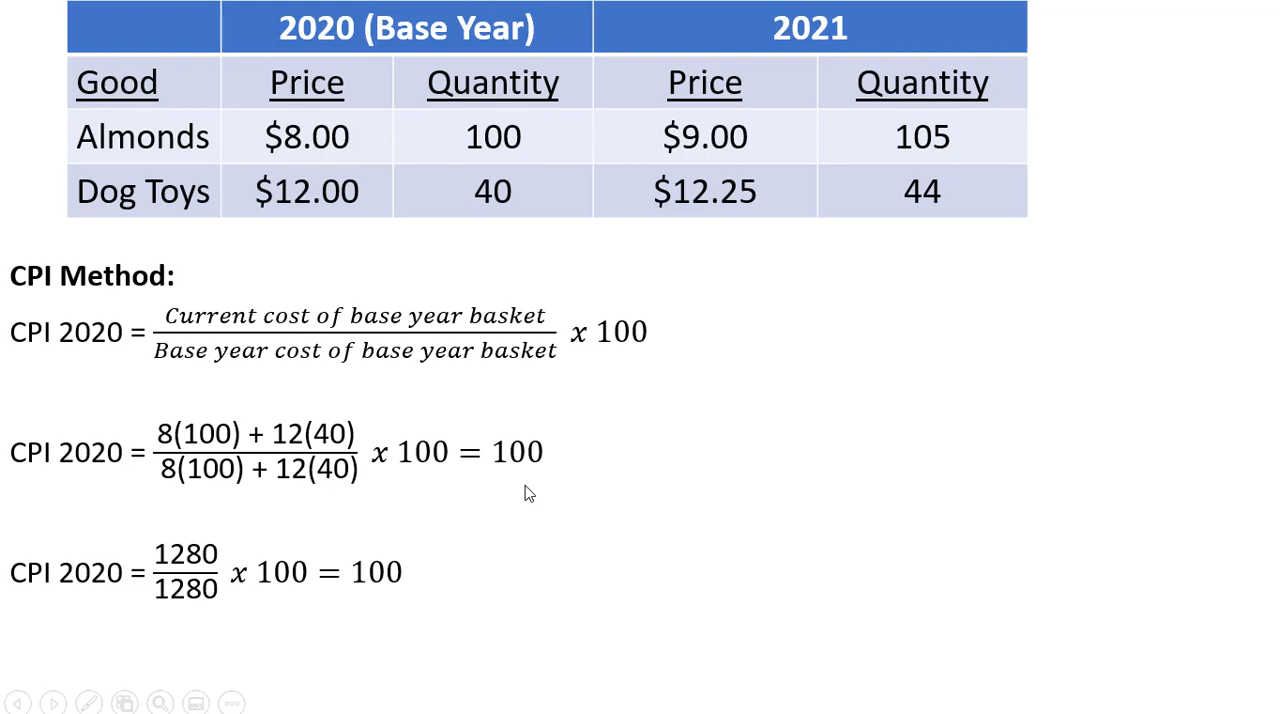 2020 (Base Year) 2021
Good Price Quantity Price Quantity
Almonds $8.00 100 $9.00 105
Dog Toys $12.00 40 $12.25 44
CPI Method:
CPI 2020 = Current cost of base year basket / Base year cost of base year basket x 100
CPI 2020 = 8(100) + 12(40) / 8(100) + 12(40) x 100 = 100
CPI 2020 = 1280 / 1280 x 100 = 100